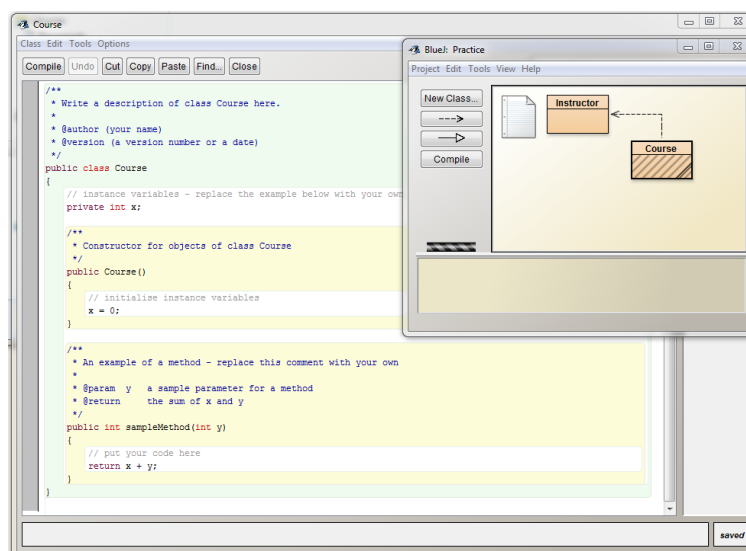 Course
Class Edit Tools Options
Compile Undo Cut Copy Paste Find... Close
/**
* Write a description of class Course here.
*
* @author (your name)
* @version (a version number or a date)
*/
public class Course
{
// instance variables - replace the example below with your own
private int x;
/**
* Constructor for objects of class Course
*/
public Course()
{
// initialise instance variables
x = 0;
}
/**
* An example of a method - replace this comment with your own
*
* @param y a sample parameter for a method
* @return the sum of x and y
*/
public int sampleMethod(int y)
{
// put your code here
return x + y;
}
}
saved
BlueJ: Practice
Project Edit Tools View Help
New Class...
Compile
Instructor
Course